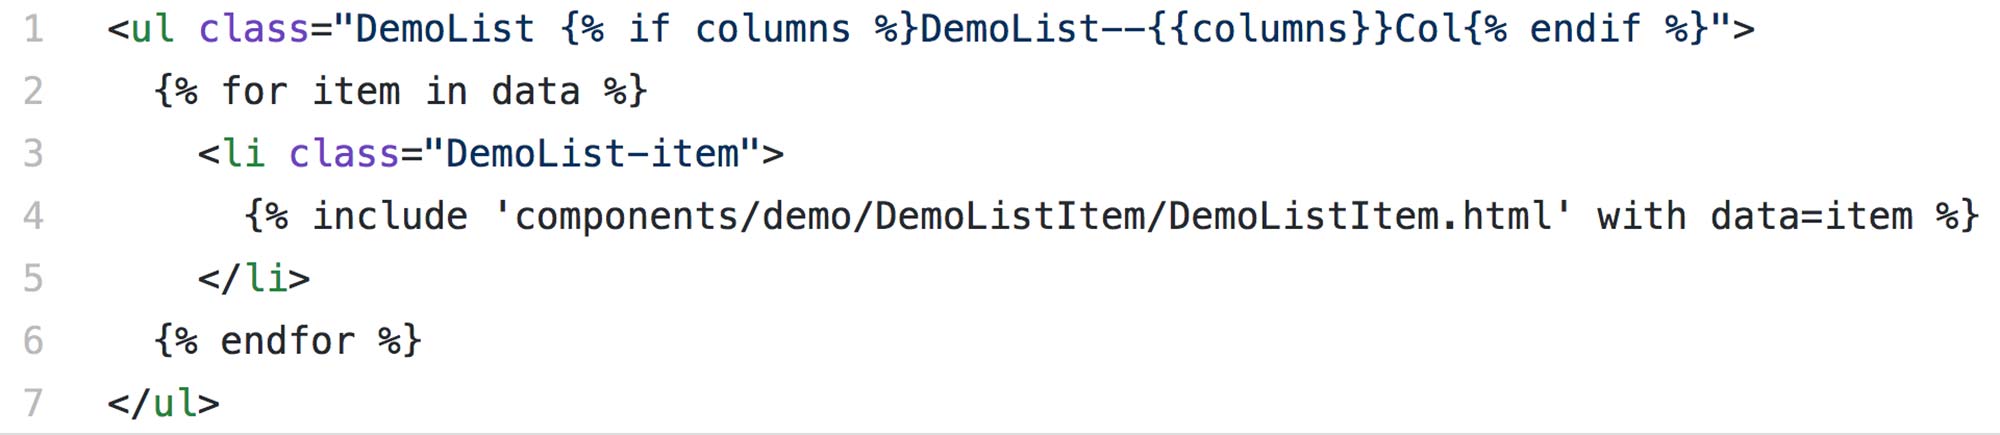 1 <ul class="DemoList {% if columns %}DemoList--{{columns}}Col{% endif %}">
2 {% for item in data %}
3 <li class="DemoList-item">
4 {% include 'components/demo/DemoListItem/DemoListItem.html' with data=item %}
5 </li>
6 {% endfor %}
7 </ul>